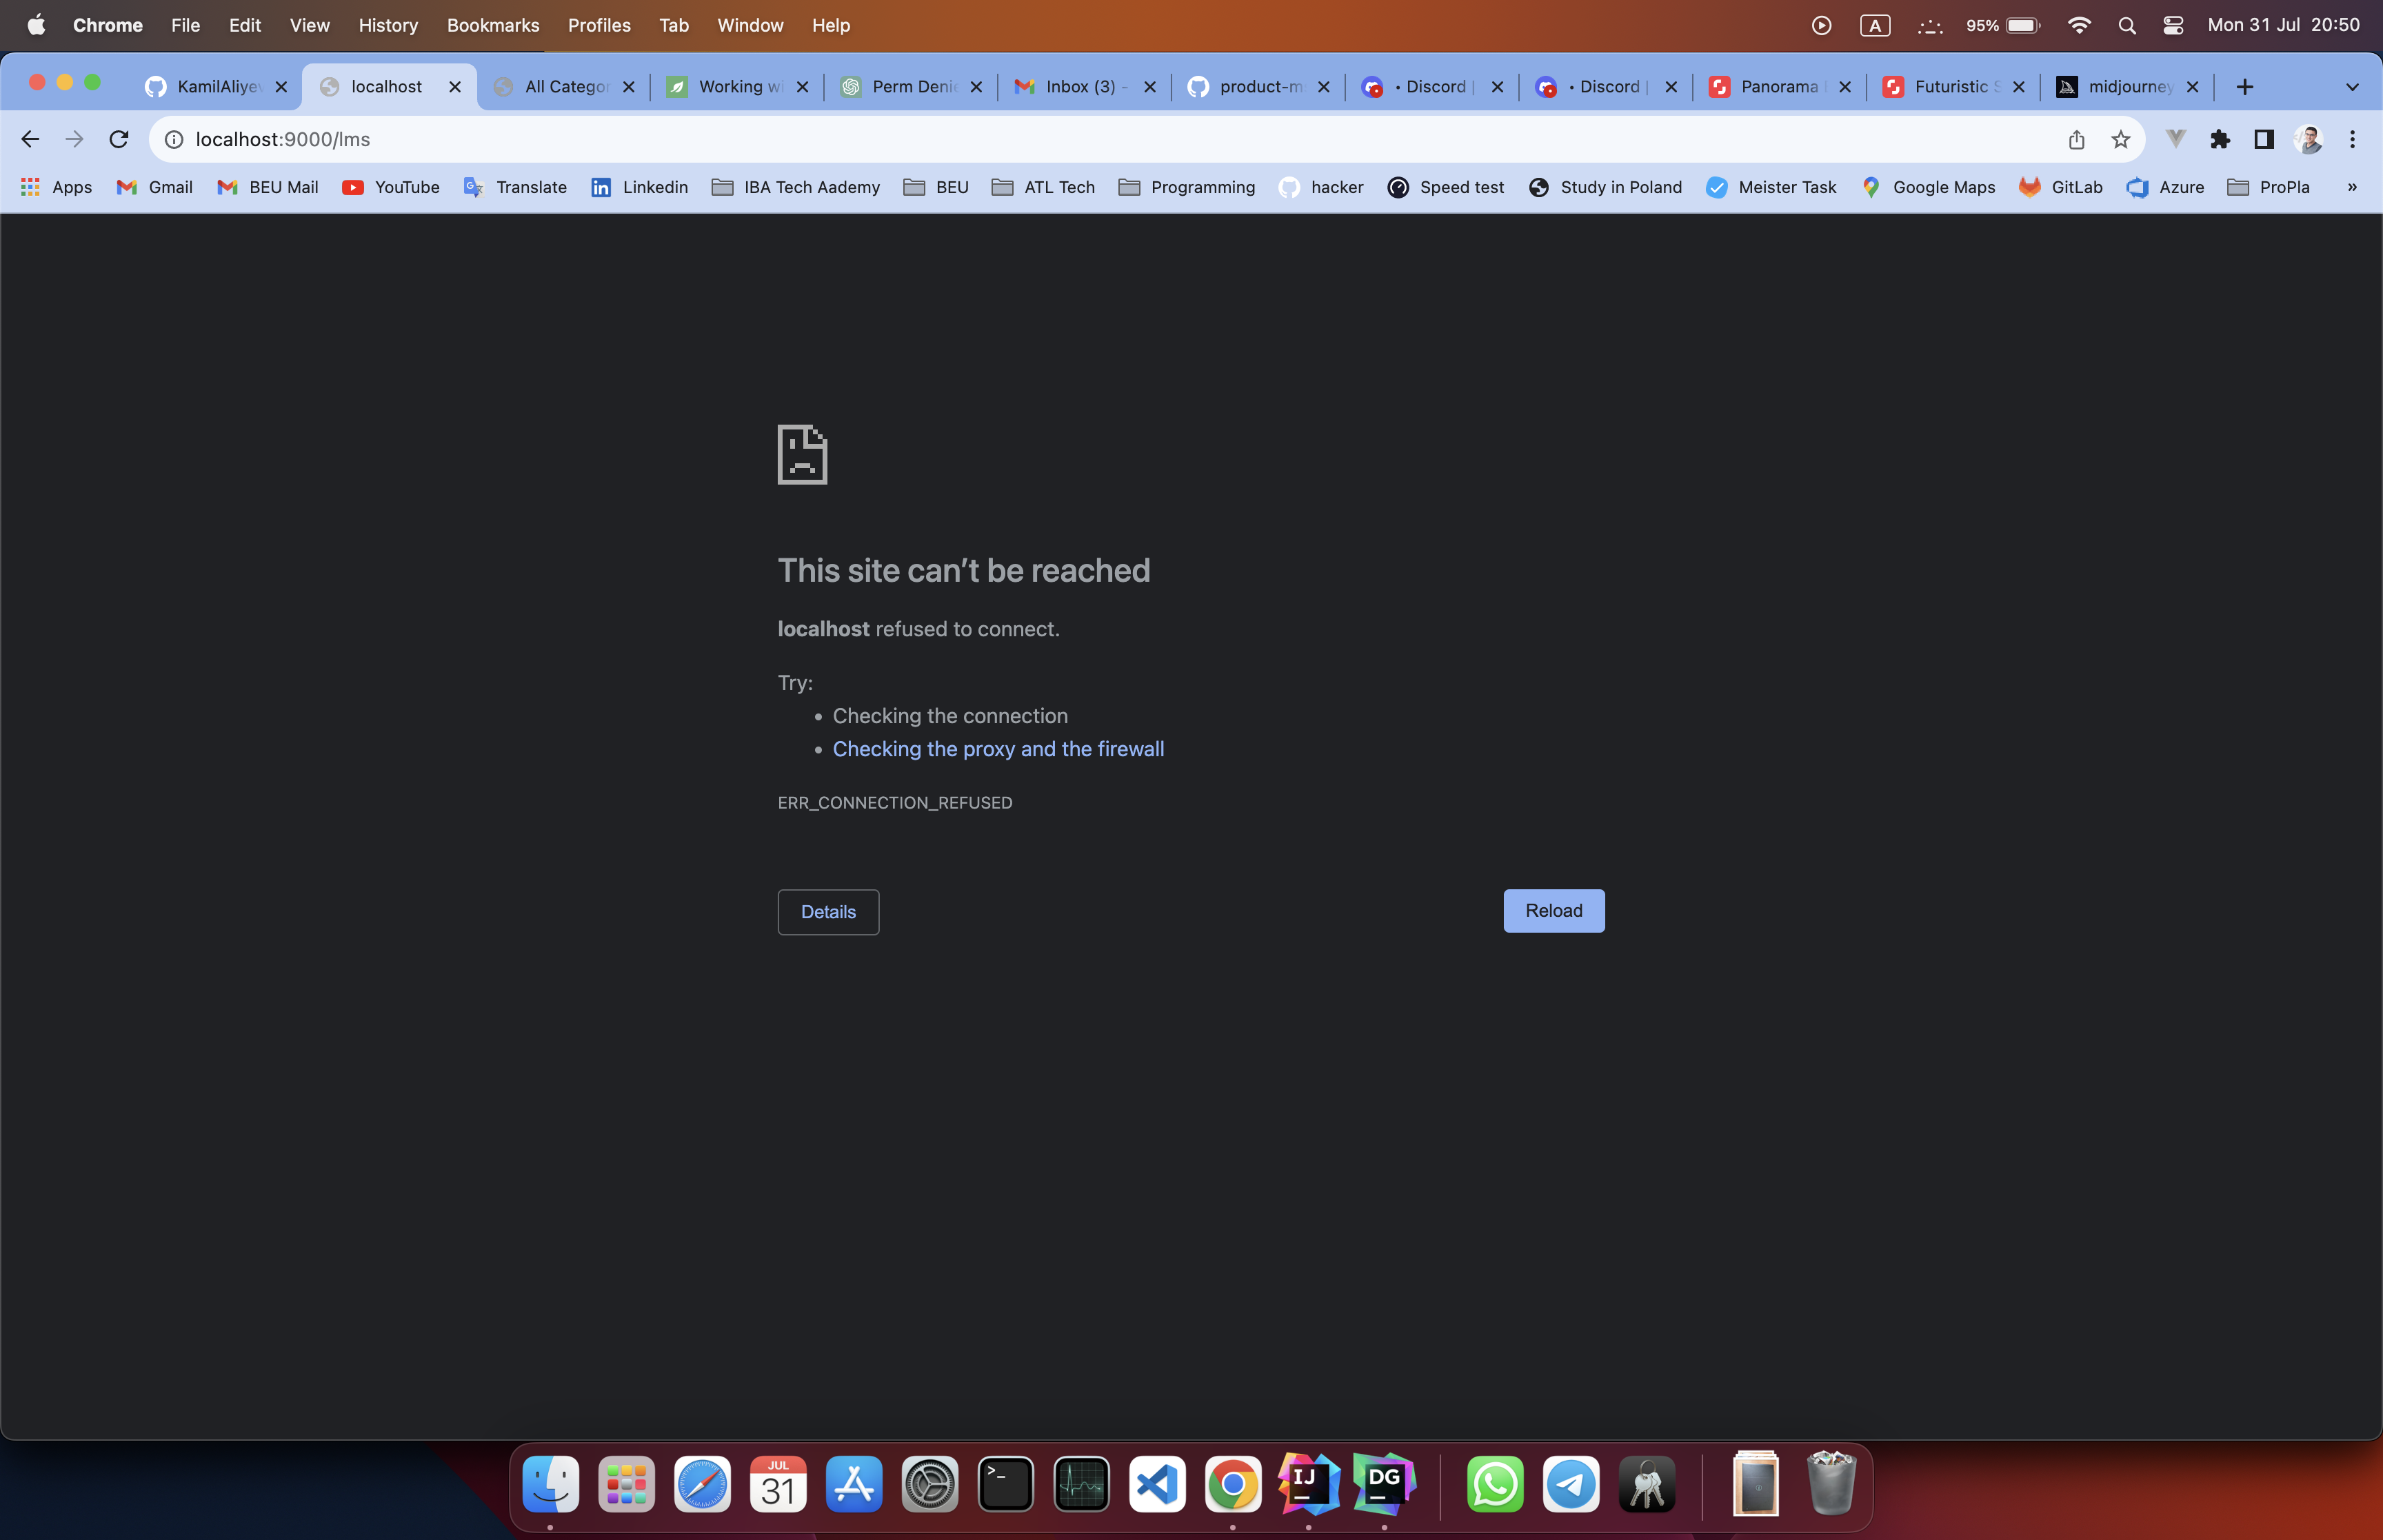 Chrome File Edit View History Bookmarks Profiles Tab Window Help A 95% Mon 31 Jul 20:50
KamilAliyev localhost All Categor Working wi Perm Denie Inbox (3) - product-m • Discord | • Discord | Panorama Futuristic S midjourney
localhost:9000/lms
Apps Gmail BEU Mail YouTube Translate Linkedin IBA Tech Aademy BEU ATL Tech Programming hacker Speed test Study in Poland Meister Task Google Maps GitLab Azure ProPla »
This site can’t be reached
localhost refused to connect.
Try:
• Checking the connection
• Checking the proxy and the firewall
ERR_CONNECTION_REFUSED
Details Reload
JUL
31
IJ DG